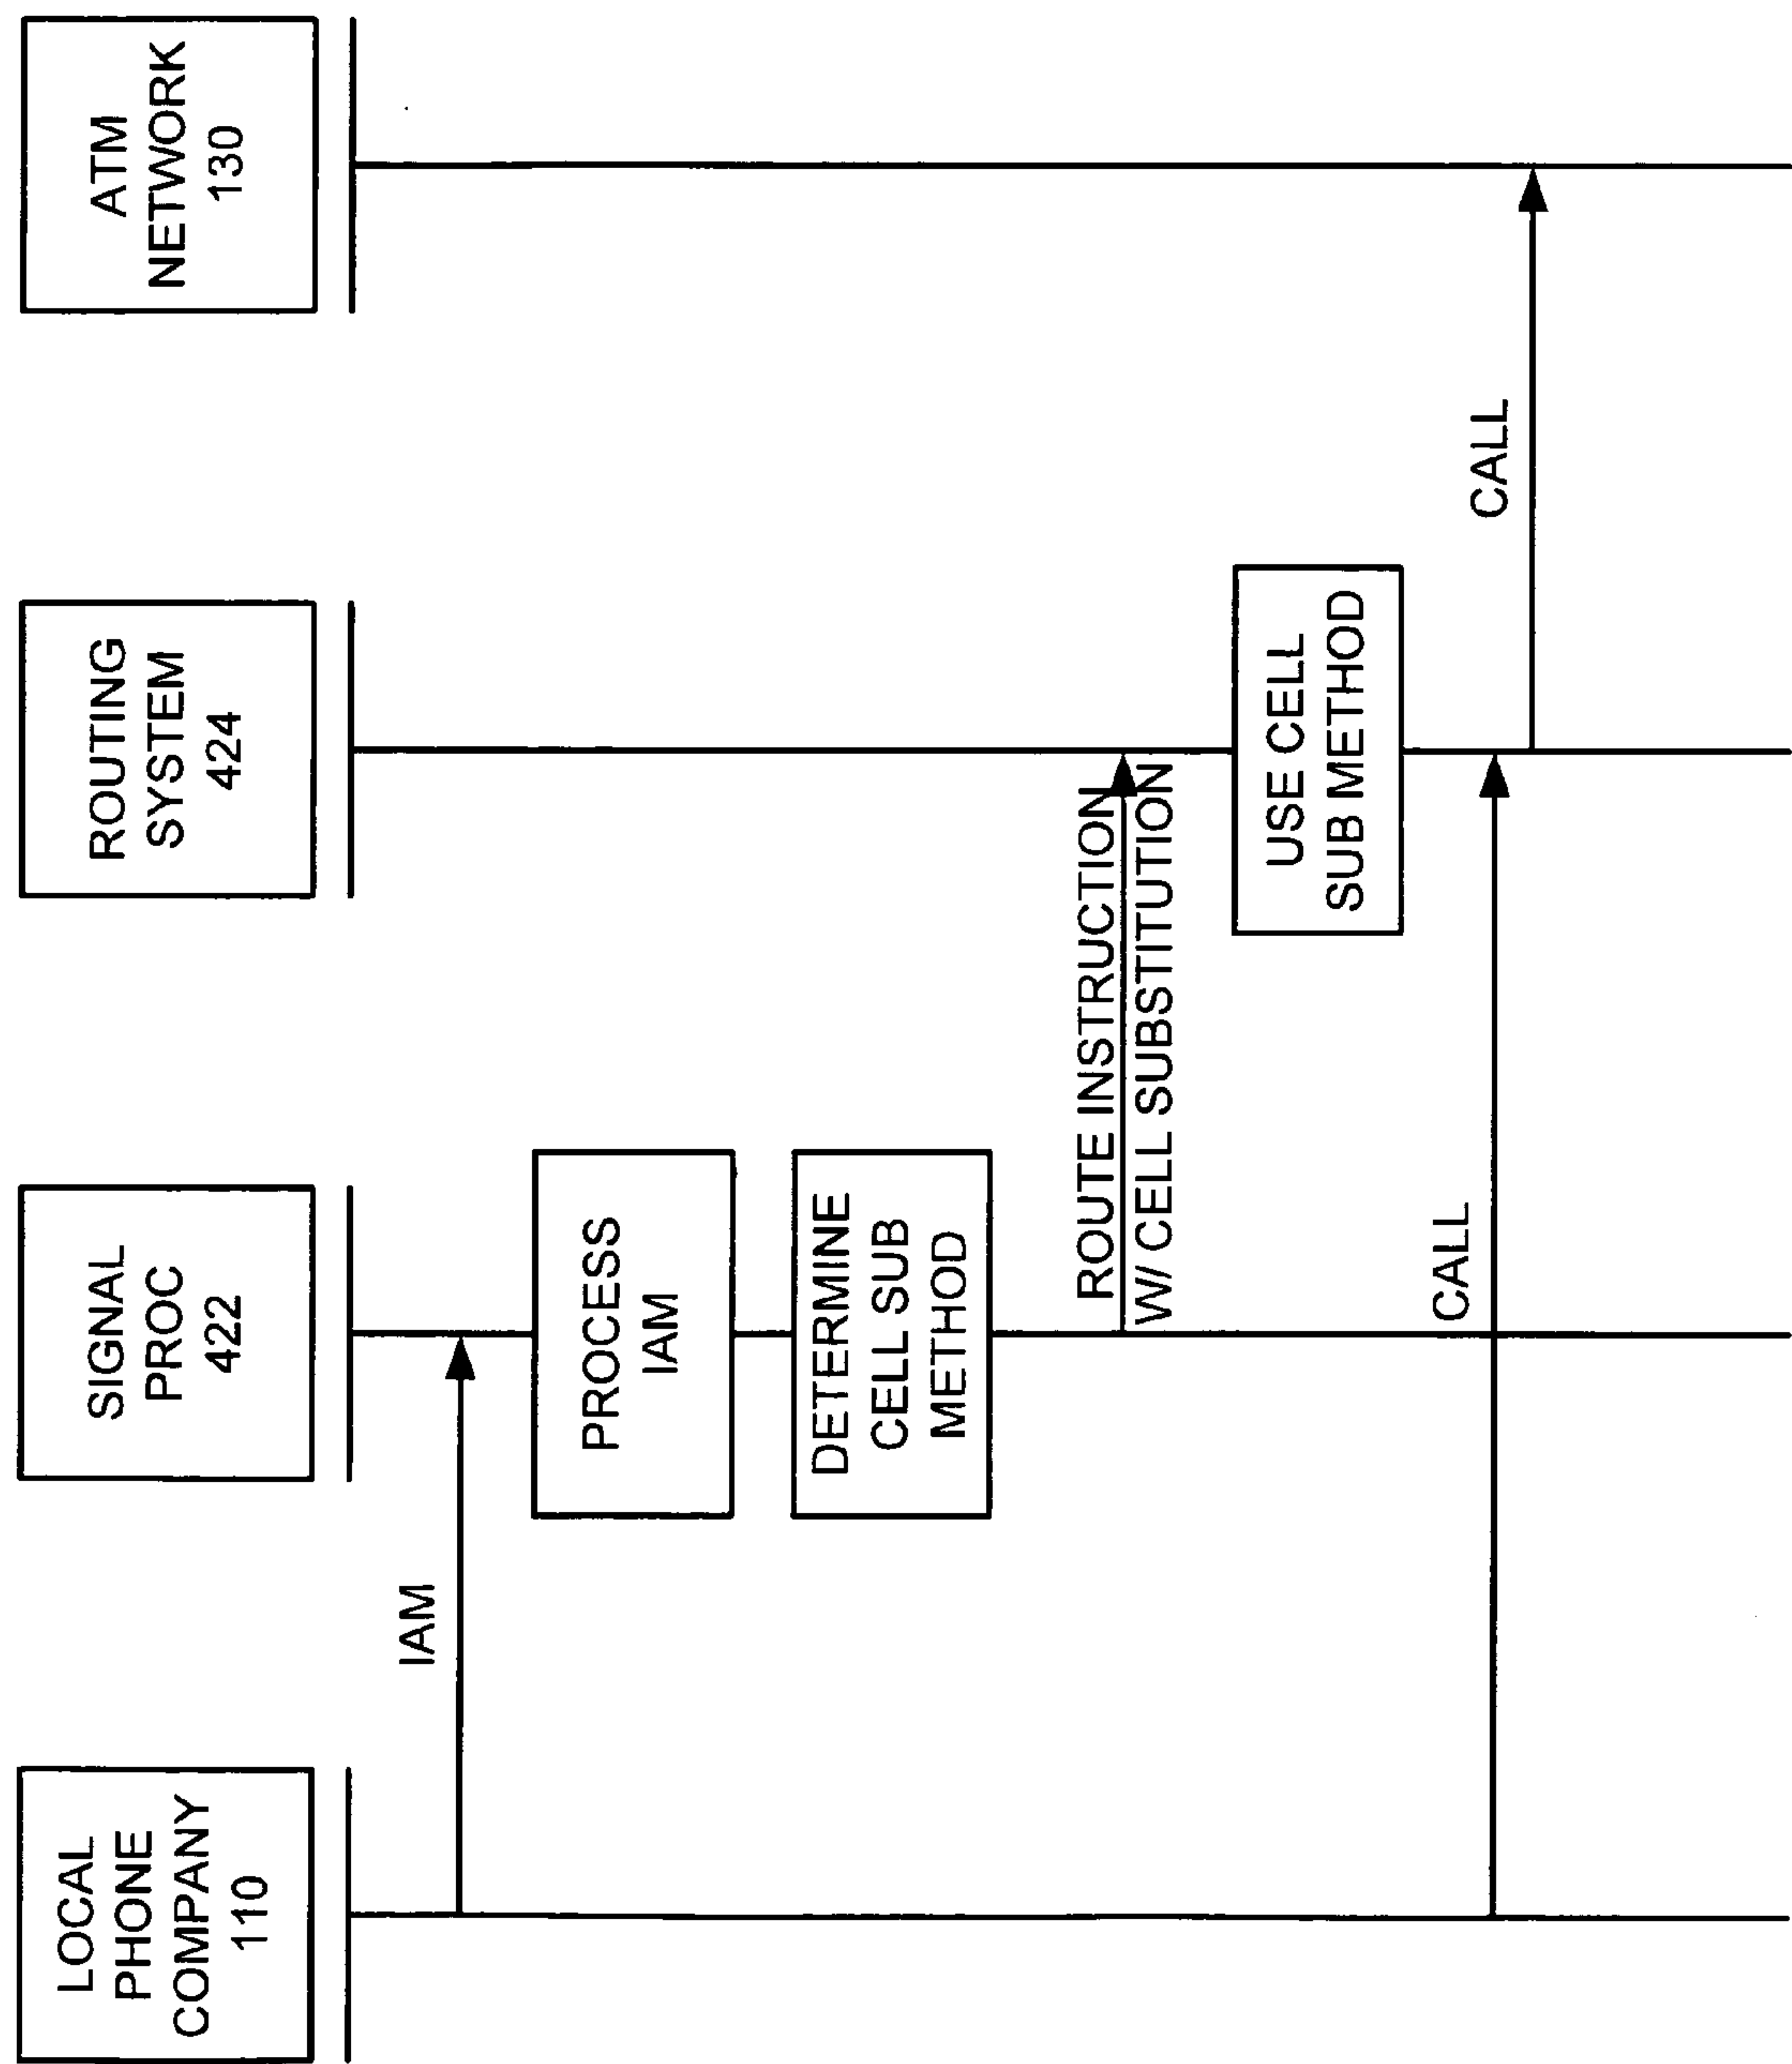 LOCAL
PHONE
COMPANY
110
SIGNAL
PROC
422
ROUTING
SYSTEM
424
ATM
NETWORK
130
IAM
PROCESS
IAM
DETERMINE
CELL SUB
METHOD
ROUTE INSTRUCTION
W/ CELL SUBSTITUTION
USE CELL
SUB METHOD
CALL
CALL